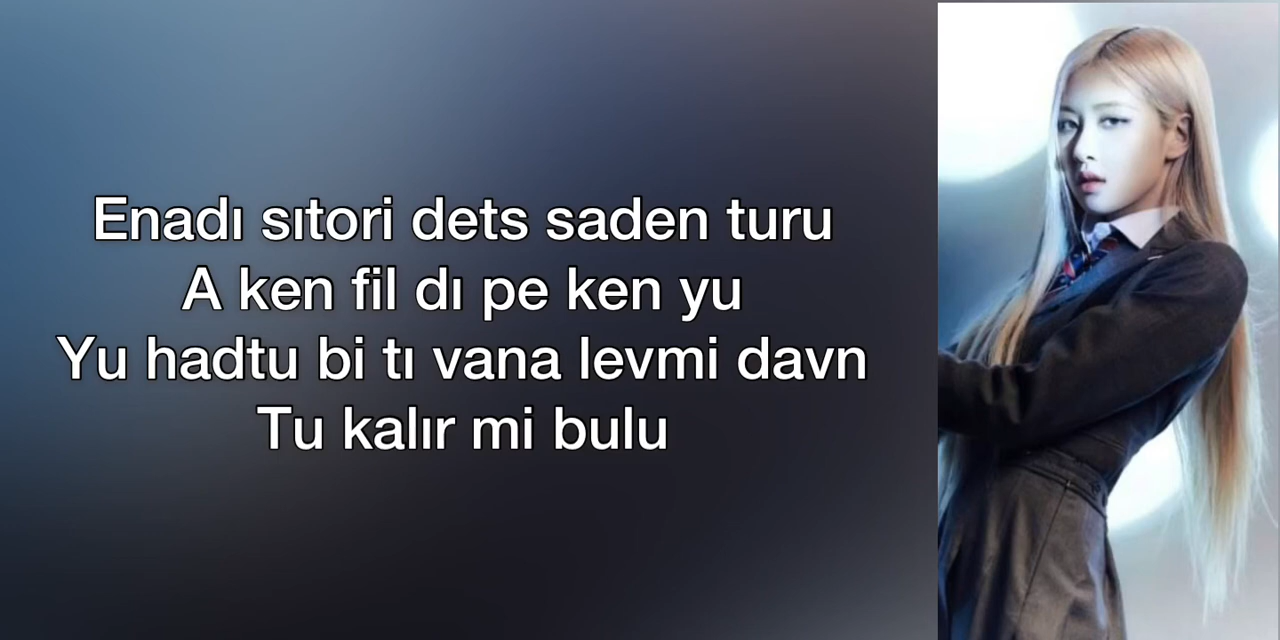 Enadı sıtori dets saden turu
A ken fil dı pe ken yu
Yu hadtu bi tı vana levmi davn
Tu kalır mi bulu